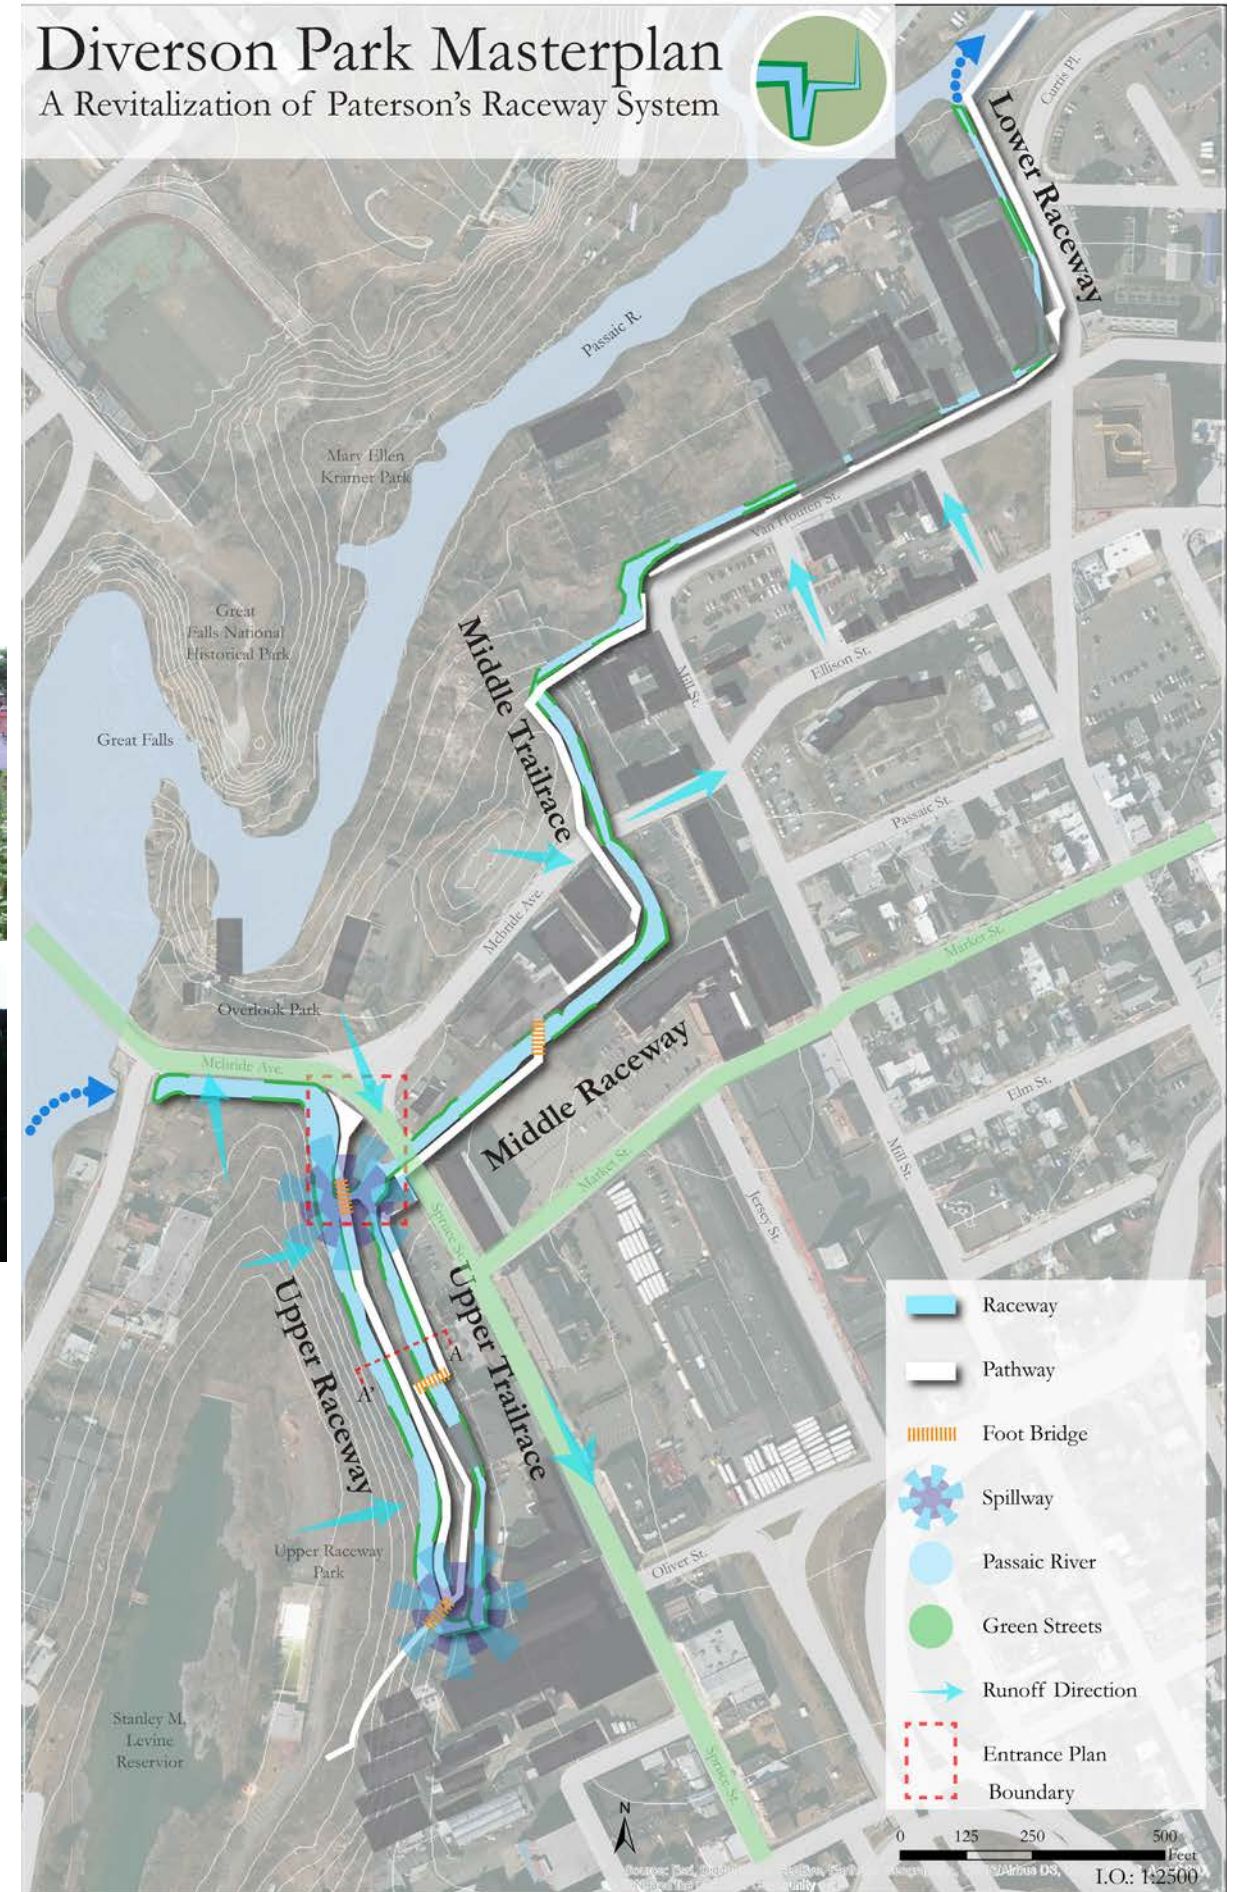 Diverson Park Masterplan
A Revitalization of Paterson's Raceway System
Curtis Pl.
Lower Raceway
Passaic R.
Mary Ellen
Kramer Park
Van Houten St.
Great
Falls National
Historical Park
Middle Trailrace
Mill St.
Ellison St.
Great Falls
Passaic St.
Mcbride Ave.
Market St.
Overlook Park
Mcbride Ave.
Middle Raceway
Elm St.
Market St.
Mill St.
Jersey St.
Spruce St.
Upper Raceway
Upper Trailrace
A
A'
Upper Raceway
Park
Oliver St.
Stanley M.
Levine
Reservior
Spruce St.
Raceway
Pathway
Foot Bridge
Spillway
Passaic River
Green Streets
Runoff Direction
Entrance Plan
Boundary
N
0 125 250 500
Feet
I.O.: 1:2500